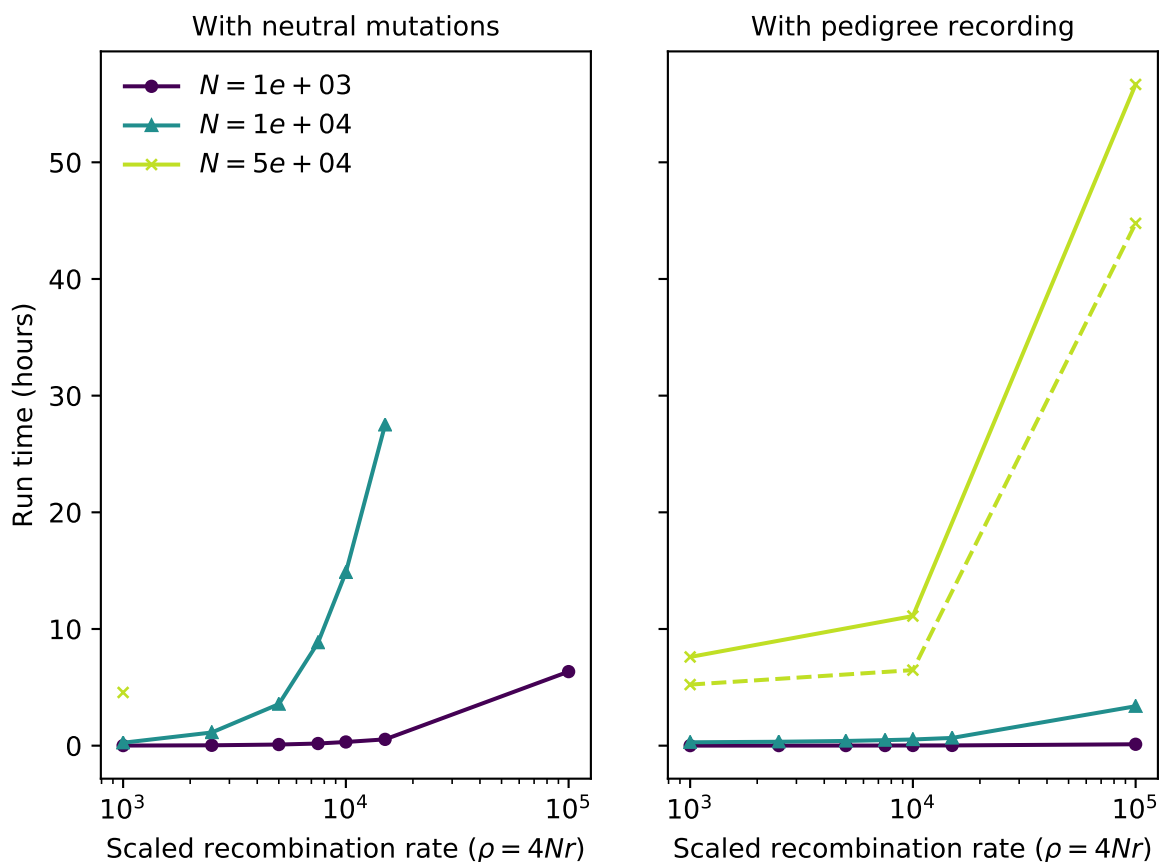 With neutral mutations
With pedigree recording
N = 1e + 03
N = 1e + 04
N = 5e + 04
Run time (hours)
50
40
30
20
10
0
10³ 10⁴ 10⁵
10³ 10⁴ 10⁵
Scaled recombination rate (ρ = 4Nr)
Scaled recombination rate (ρ = 4Nr)